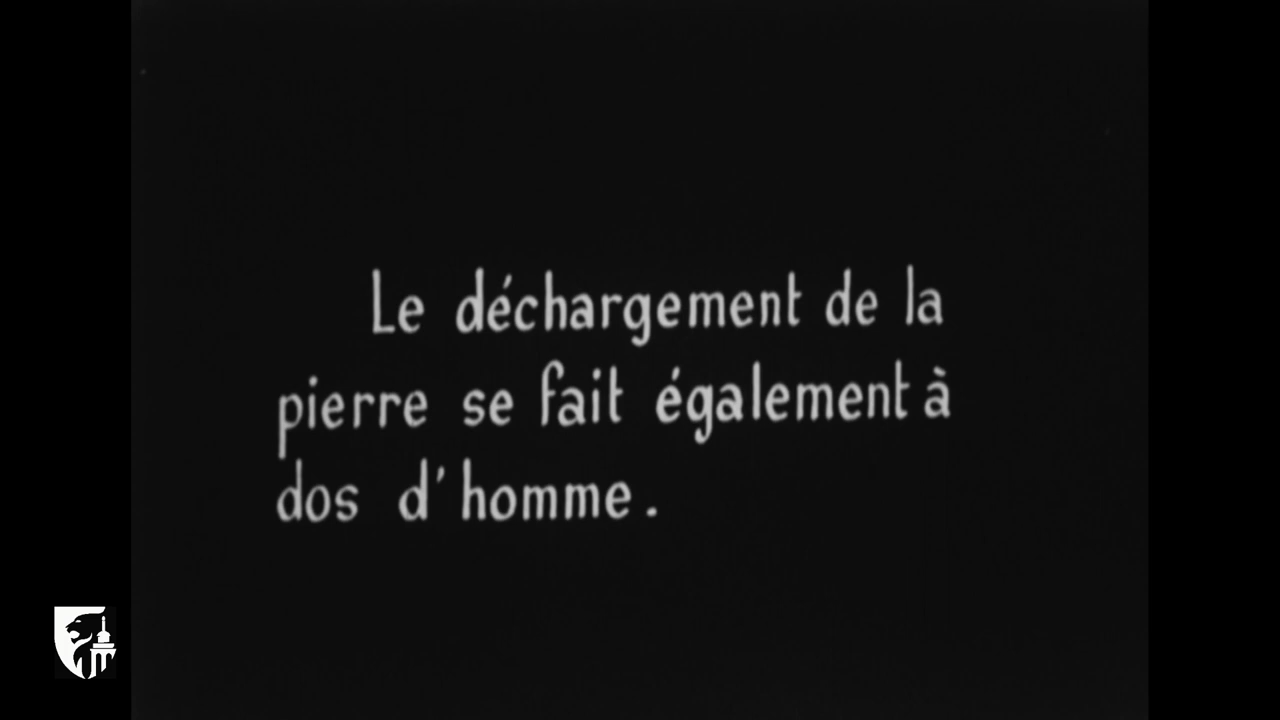 Le déchargement de la
pierre se fait également à
dos d'homme.